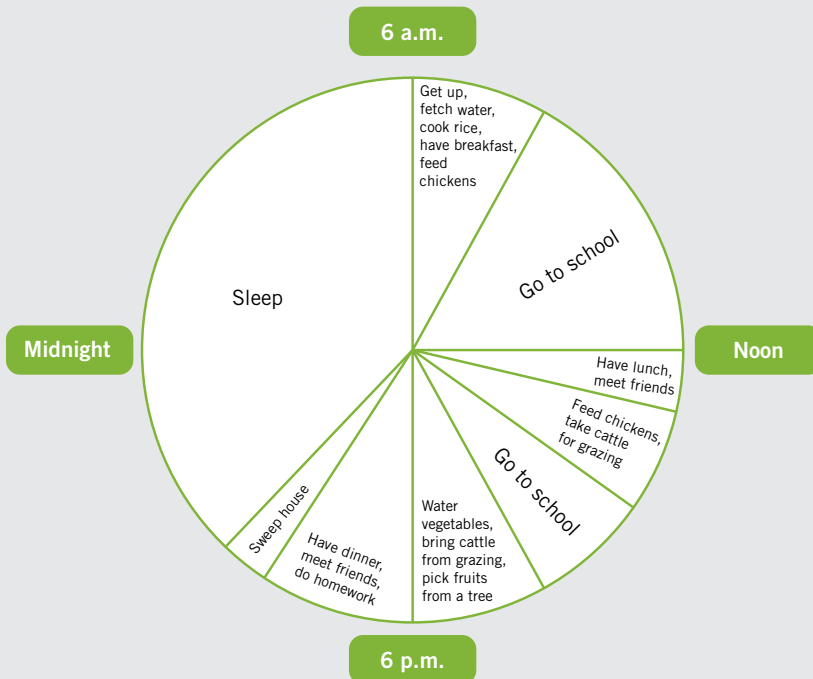 6 a.m.
Get up,
fetch water,
cook rice,
have breakfast,
feed
chickens
Go to school
Noon
Have lunch,
meet friends
Feed chickens,
take cattle
for grazing
Go to school
Water
vegetables,
bring cattle
from grazing,
pick fruits
from a tree
6 p.m.
Have dinner,
meet friends,
do homework
Sweep house
Sleep
Midnight